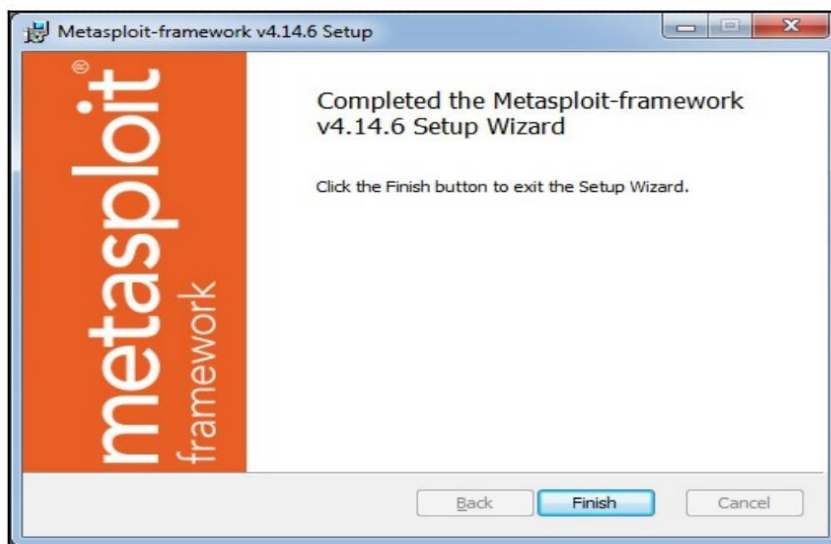 Metasploit-framework v4.14.6 Setup
metasploit®
framework
Completed the Metasploit-framework
v4.14.6 Setup Wizard
Click the Finish button to exit the Setup Wizard.
Back
Finish
Cancel